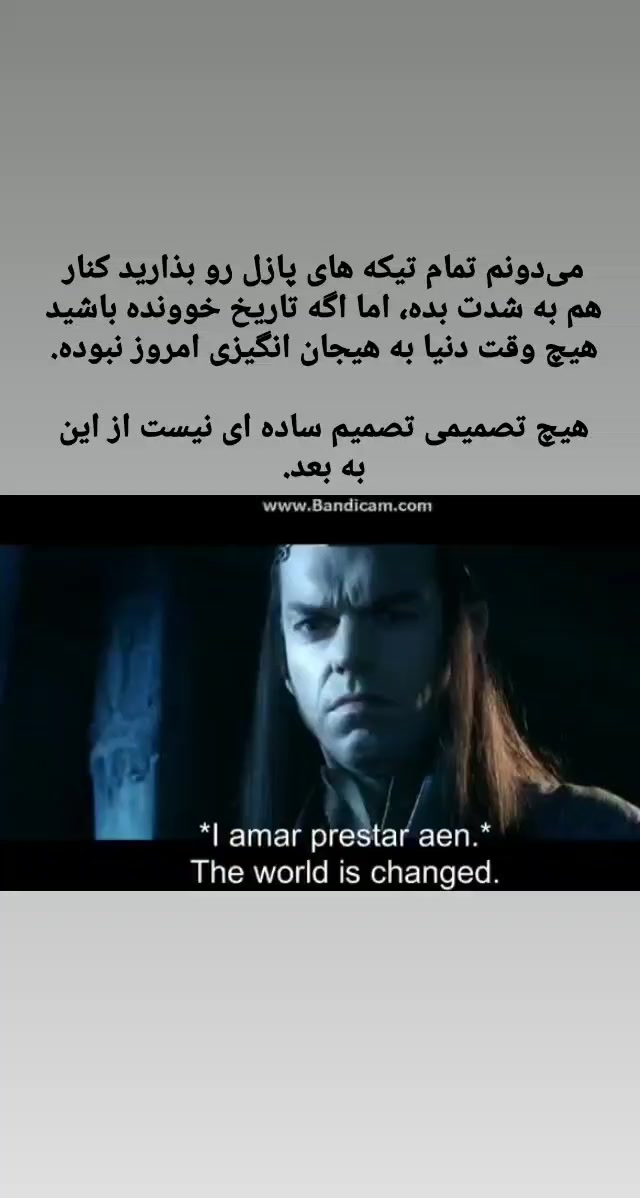 می‌دونم تمام تیکه های پازل رو بذارید کنار
هم به شدت بده، اما اگه تاریخ خوونده باشید
هیچ وقت دنیا به هیجان انگیزی امروز نبوده.
هیچ تصمیمی تصمیم ساده ای نیست از این
به بعد.
www.Bandicam.com
*I amar prestar aen.*
The world is changed.